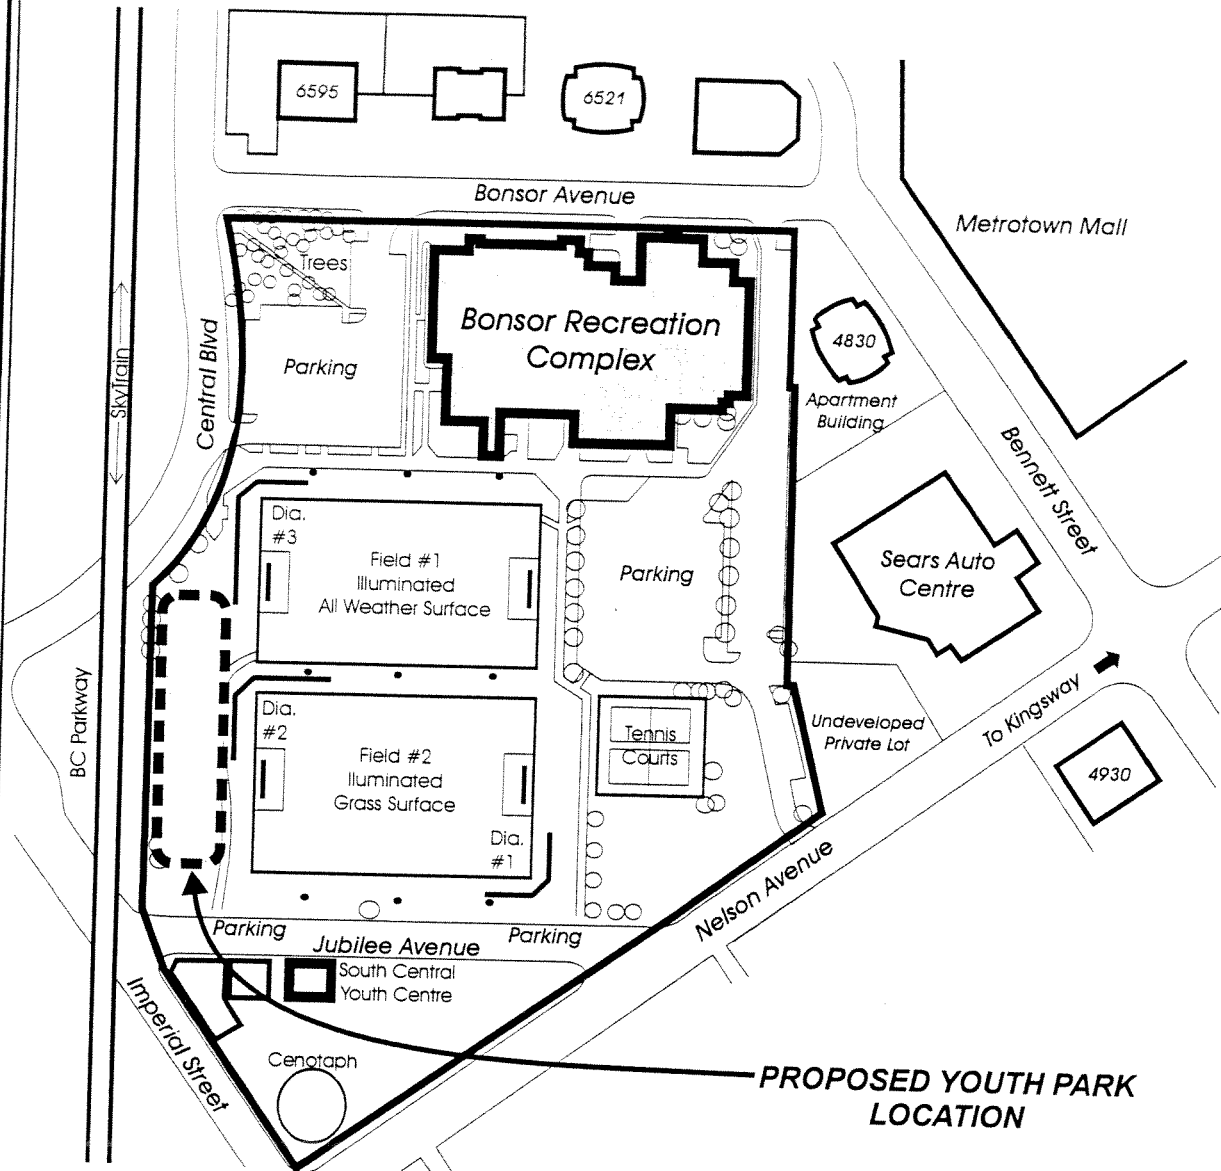 6595
6521
Bonsor Avenue
Metrotown Mall
Trees
Bonsor Recreation
Complex
4830
Central Blvd
SkyTrain
Parking
Apartment
Building
Bennett Street
Dia.
#3
Field #1
Illuminated
All Weather Surface
Parking
Sears Auto
Centre
BC Parkway
Dia.
#2
Field #2
Illuminated
Grass Surface
Dia.
#1
Tennis
Courts
Undeveloped
Private Lot
To Kingsway
4930
Nelson Avenue
Parking
Jubilee Avenue
Parking
South Central
Youth Centre
Imperial Street
Cenotaph
PROPOSED YOUTH PARK
LOCATION